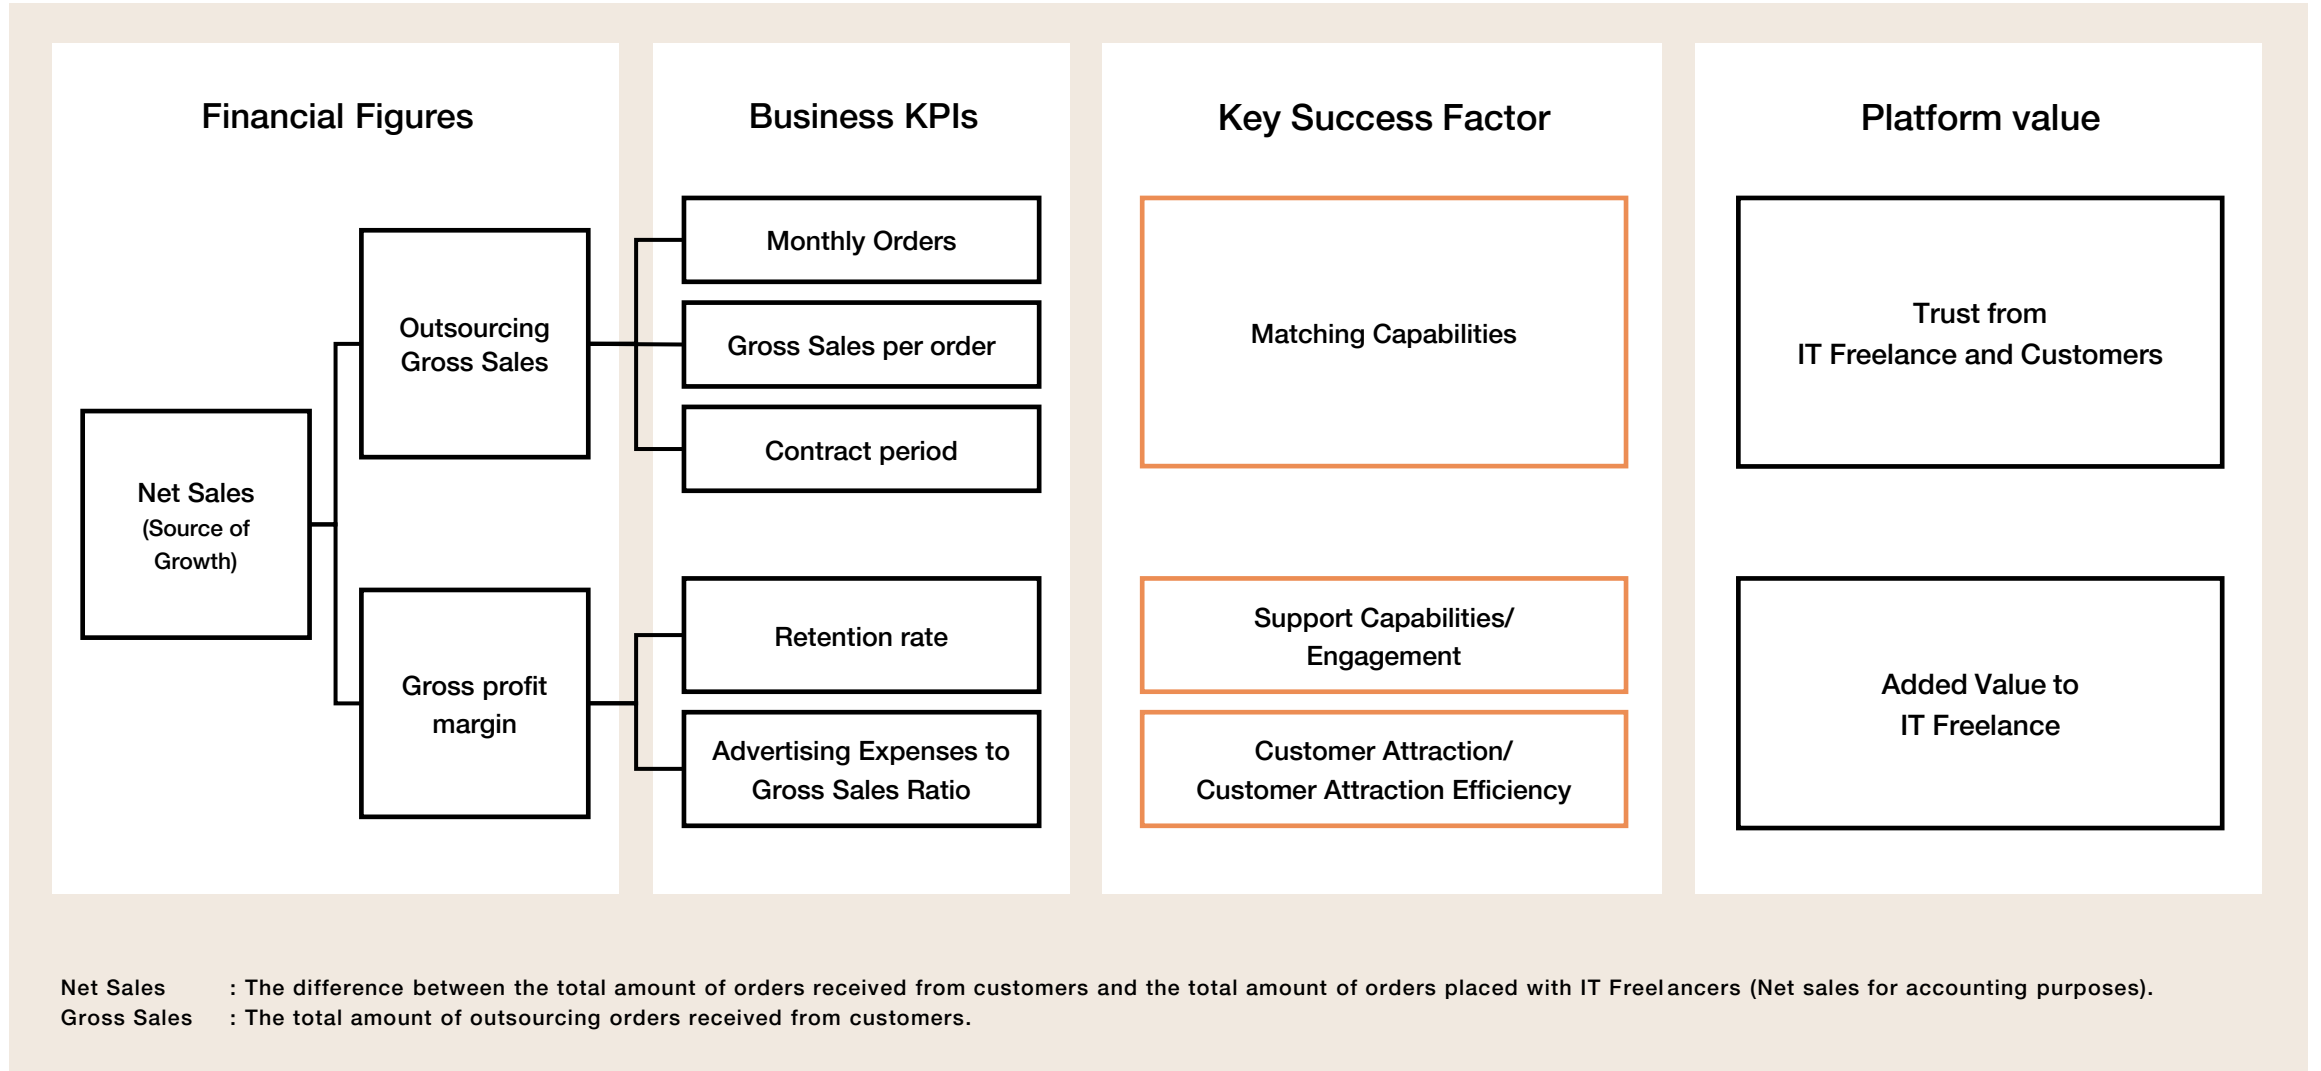 Financial Figures
Business KPIs
Key Success Factor
Platform value
Net Sales
(Source of
Growth)
Outsourcing
Gross Sales
Gross profit
margin
Monthly Orders
Gross Sales per order
Contract period
Retention rate
Advertising Expenses to
Gross Sales Ratio
Matching Capabilities
Support Capabilities/
Engagement
Customer Attraction/
Customer Attraction Efficiency
Trust from
IT Freelance and Customers
Added Value to
IT Freelance
Net Sales : The difference between the total amount of orders received from customers and the total amount of orders placed with IT Freelancers (Net sales for accounting purposes).
Gross Sales : The total amount of outsourcing orders received from customers.